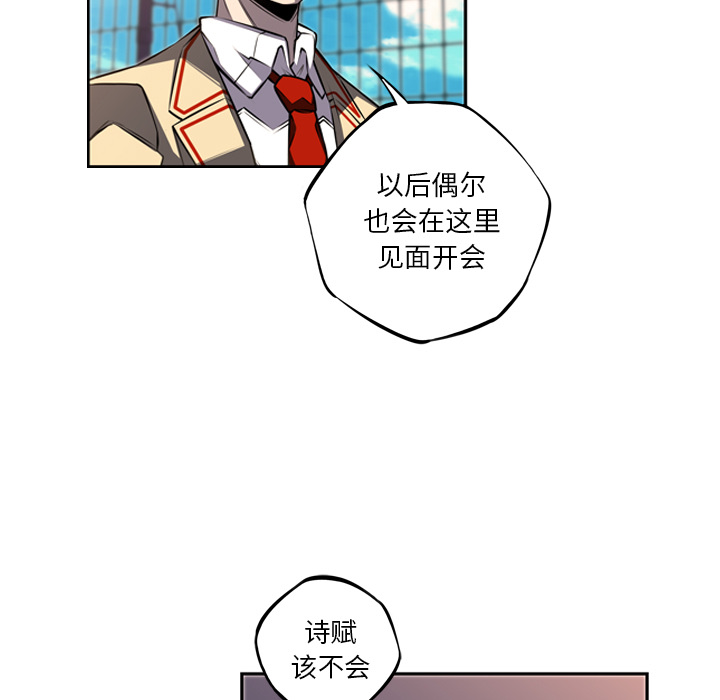 以后偶尔
也会在这里
见面开会
诗赋
该不会